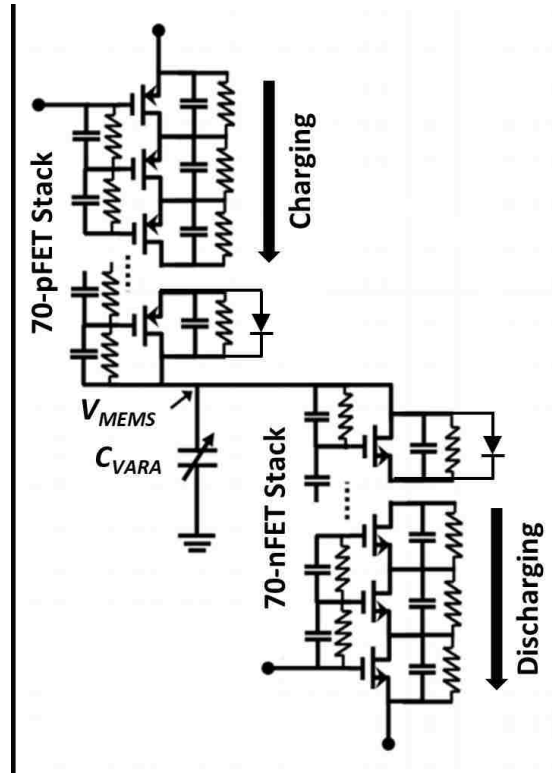 70-pFET Stack
Charging
V_MEMS
C_VARA
70-nFET Stack
Discharging